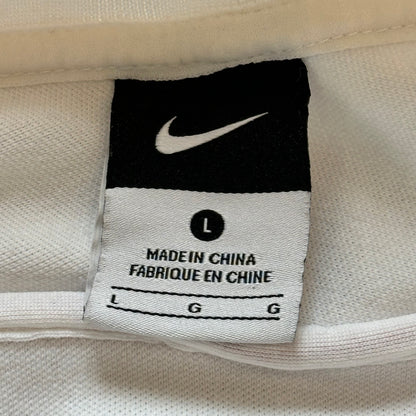 L
MADE IN CHINA
FABRIQUE EN CHINE
L G G